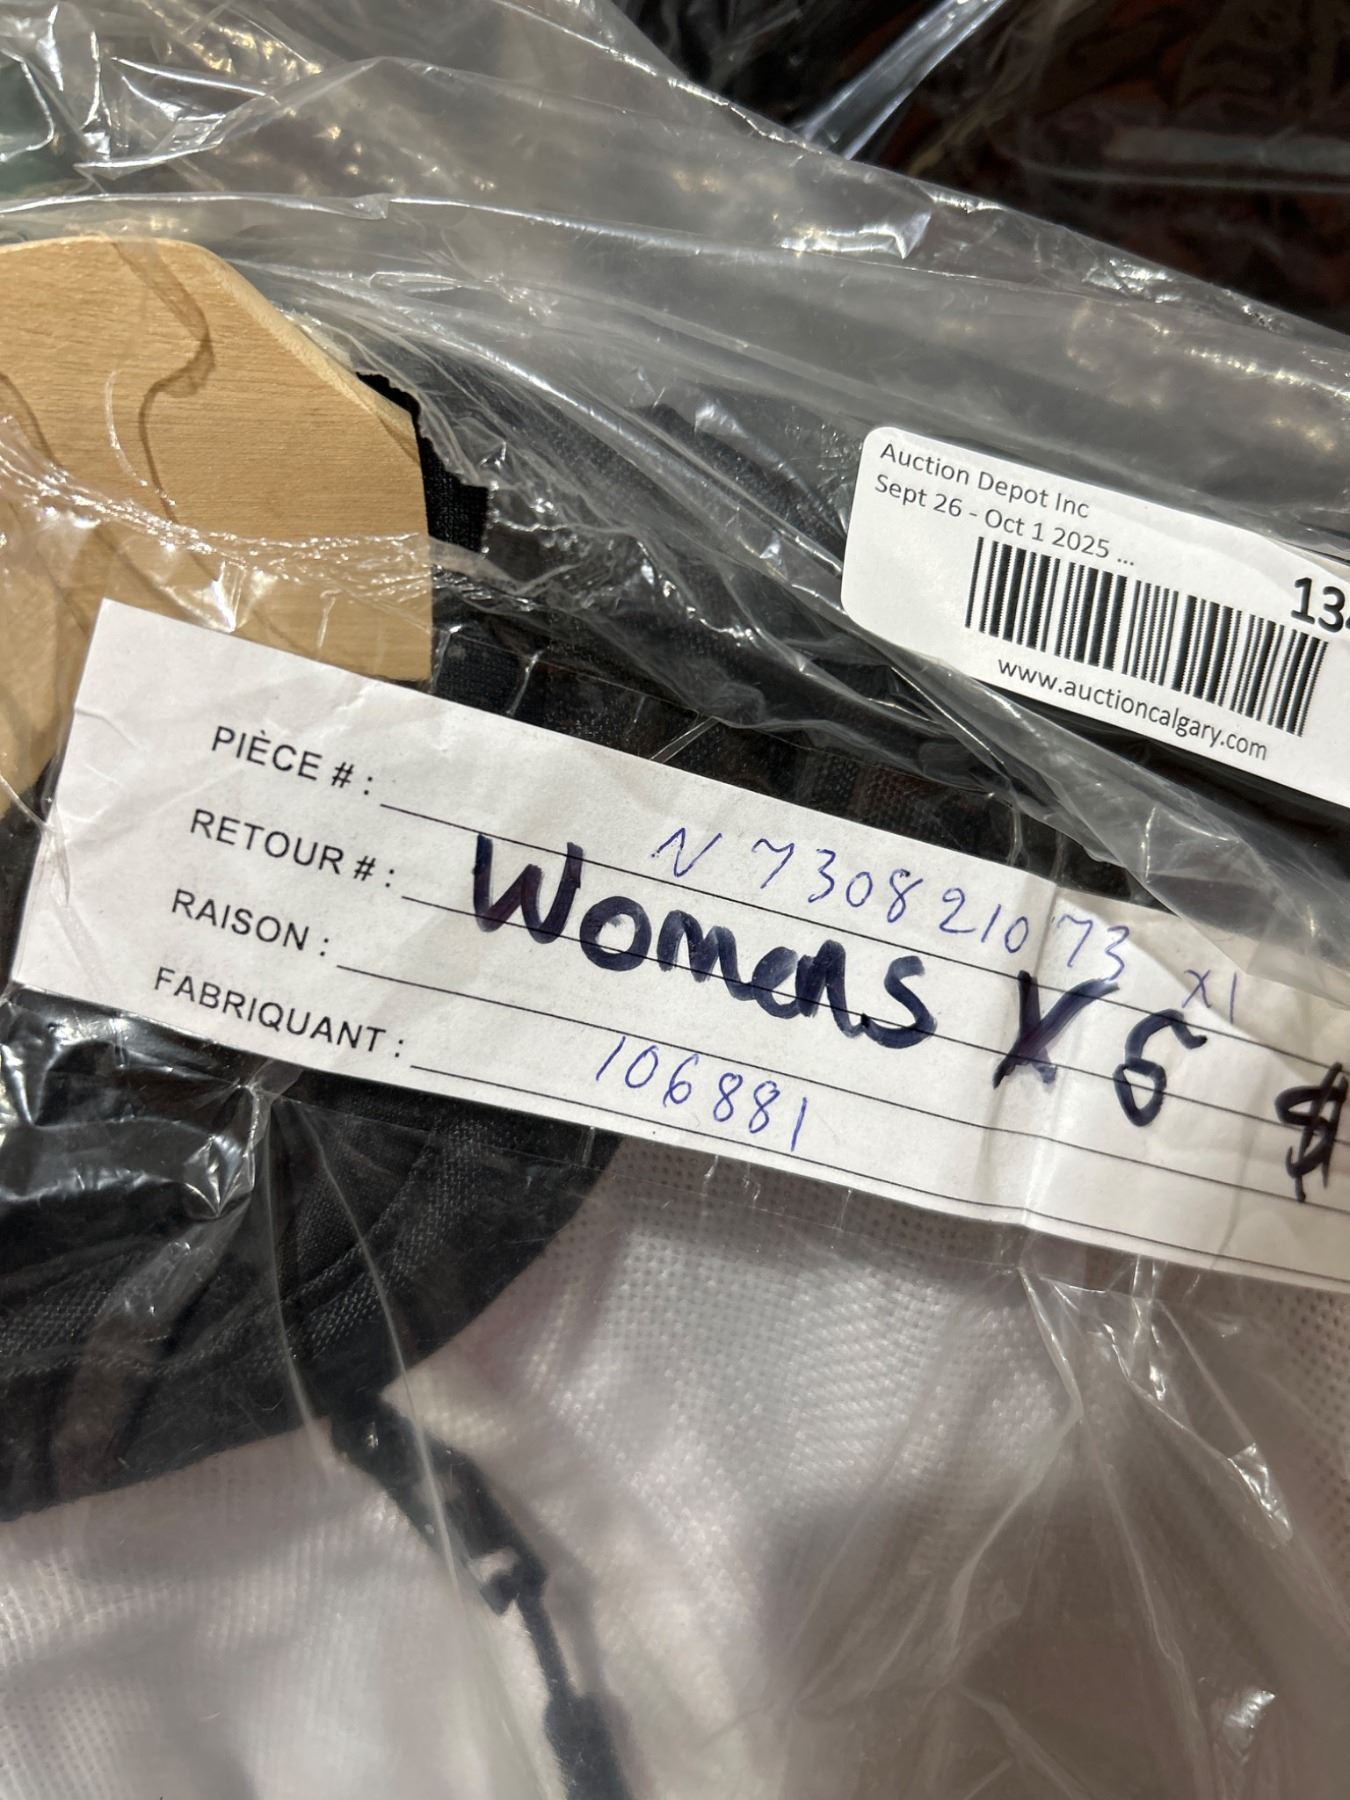 Auction Depot Inc
Sept 26 - Oct 1 2025 ...
www.auctioncalgary.com
PIÈCE # : N 730821073 x1
RETOUR # : Womens XS $
RAISON :
FABRIQUANT : 106881